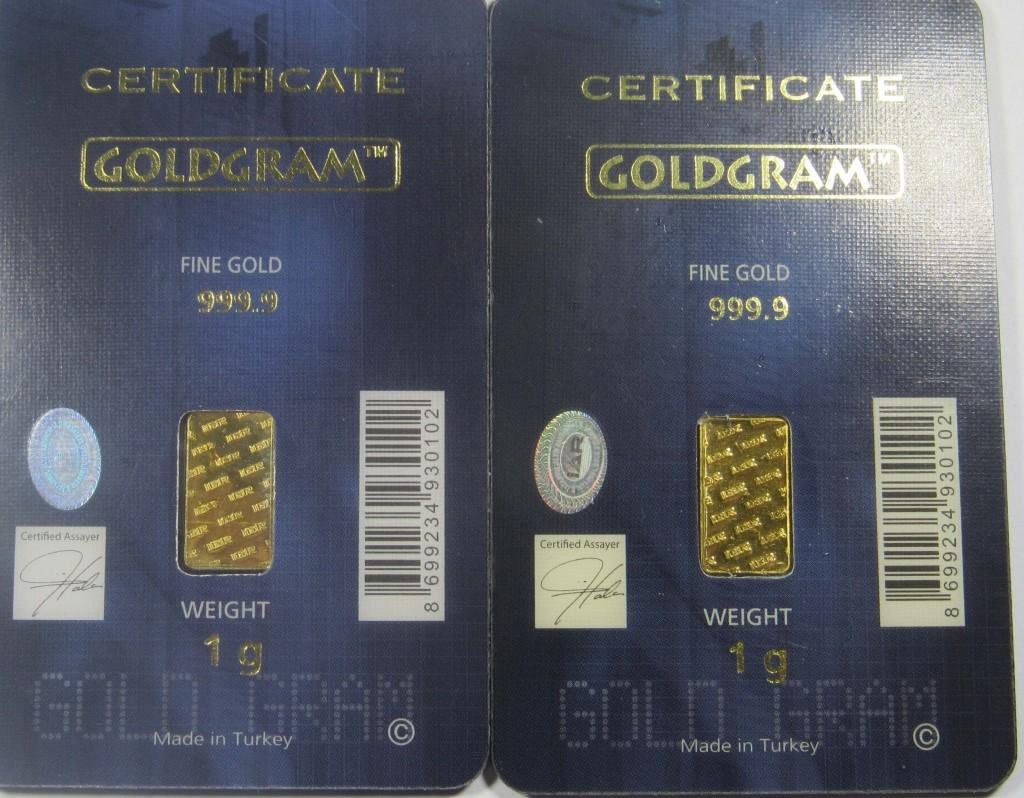 CERTIFICATE
GOLDGRAM™
FINE GOLD
999.9
Certified Assayer
8 699234 930102
WEIGHT
1 g
GOLD GRAM
Made in Turkey ©
CERTIFICATE
GOLDGRAM™
FINE GOLD
999.9
IAR
Certified Assayer
8 699234 930102
WEIGHT
1 g
GOLD GRAM
Made in Turkey ©